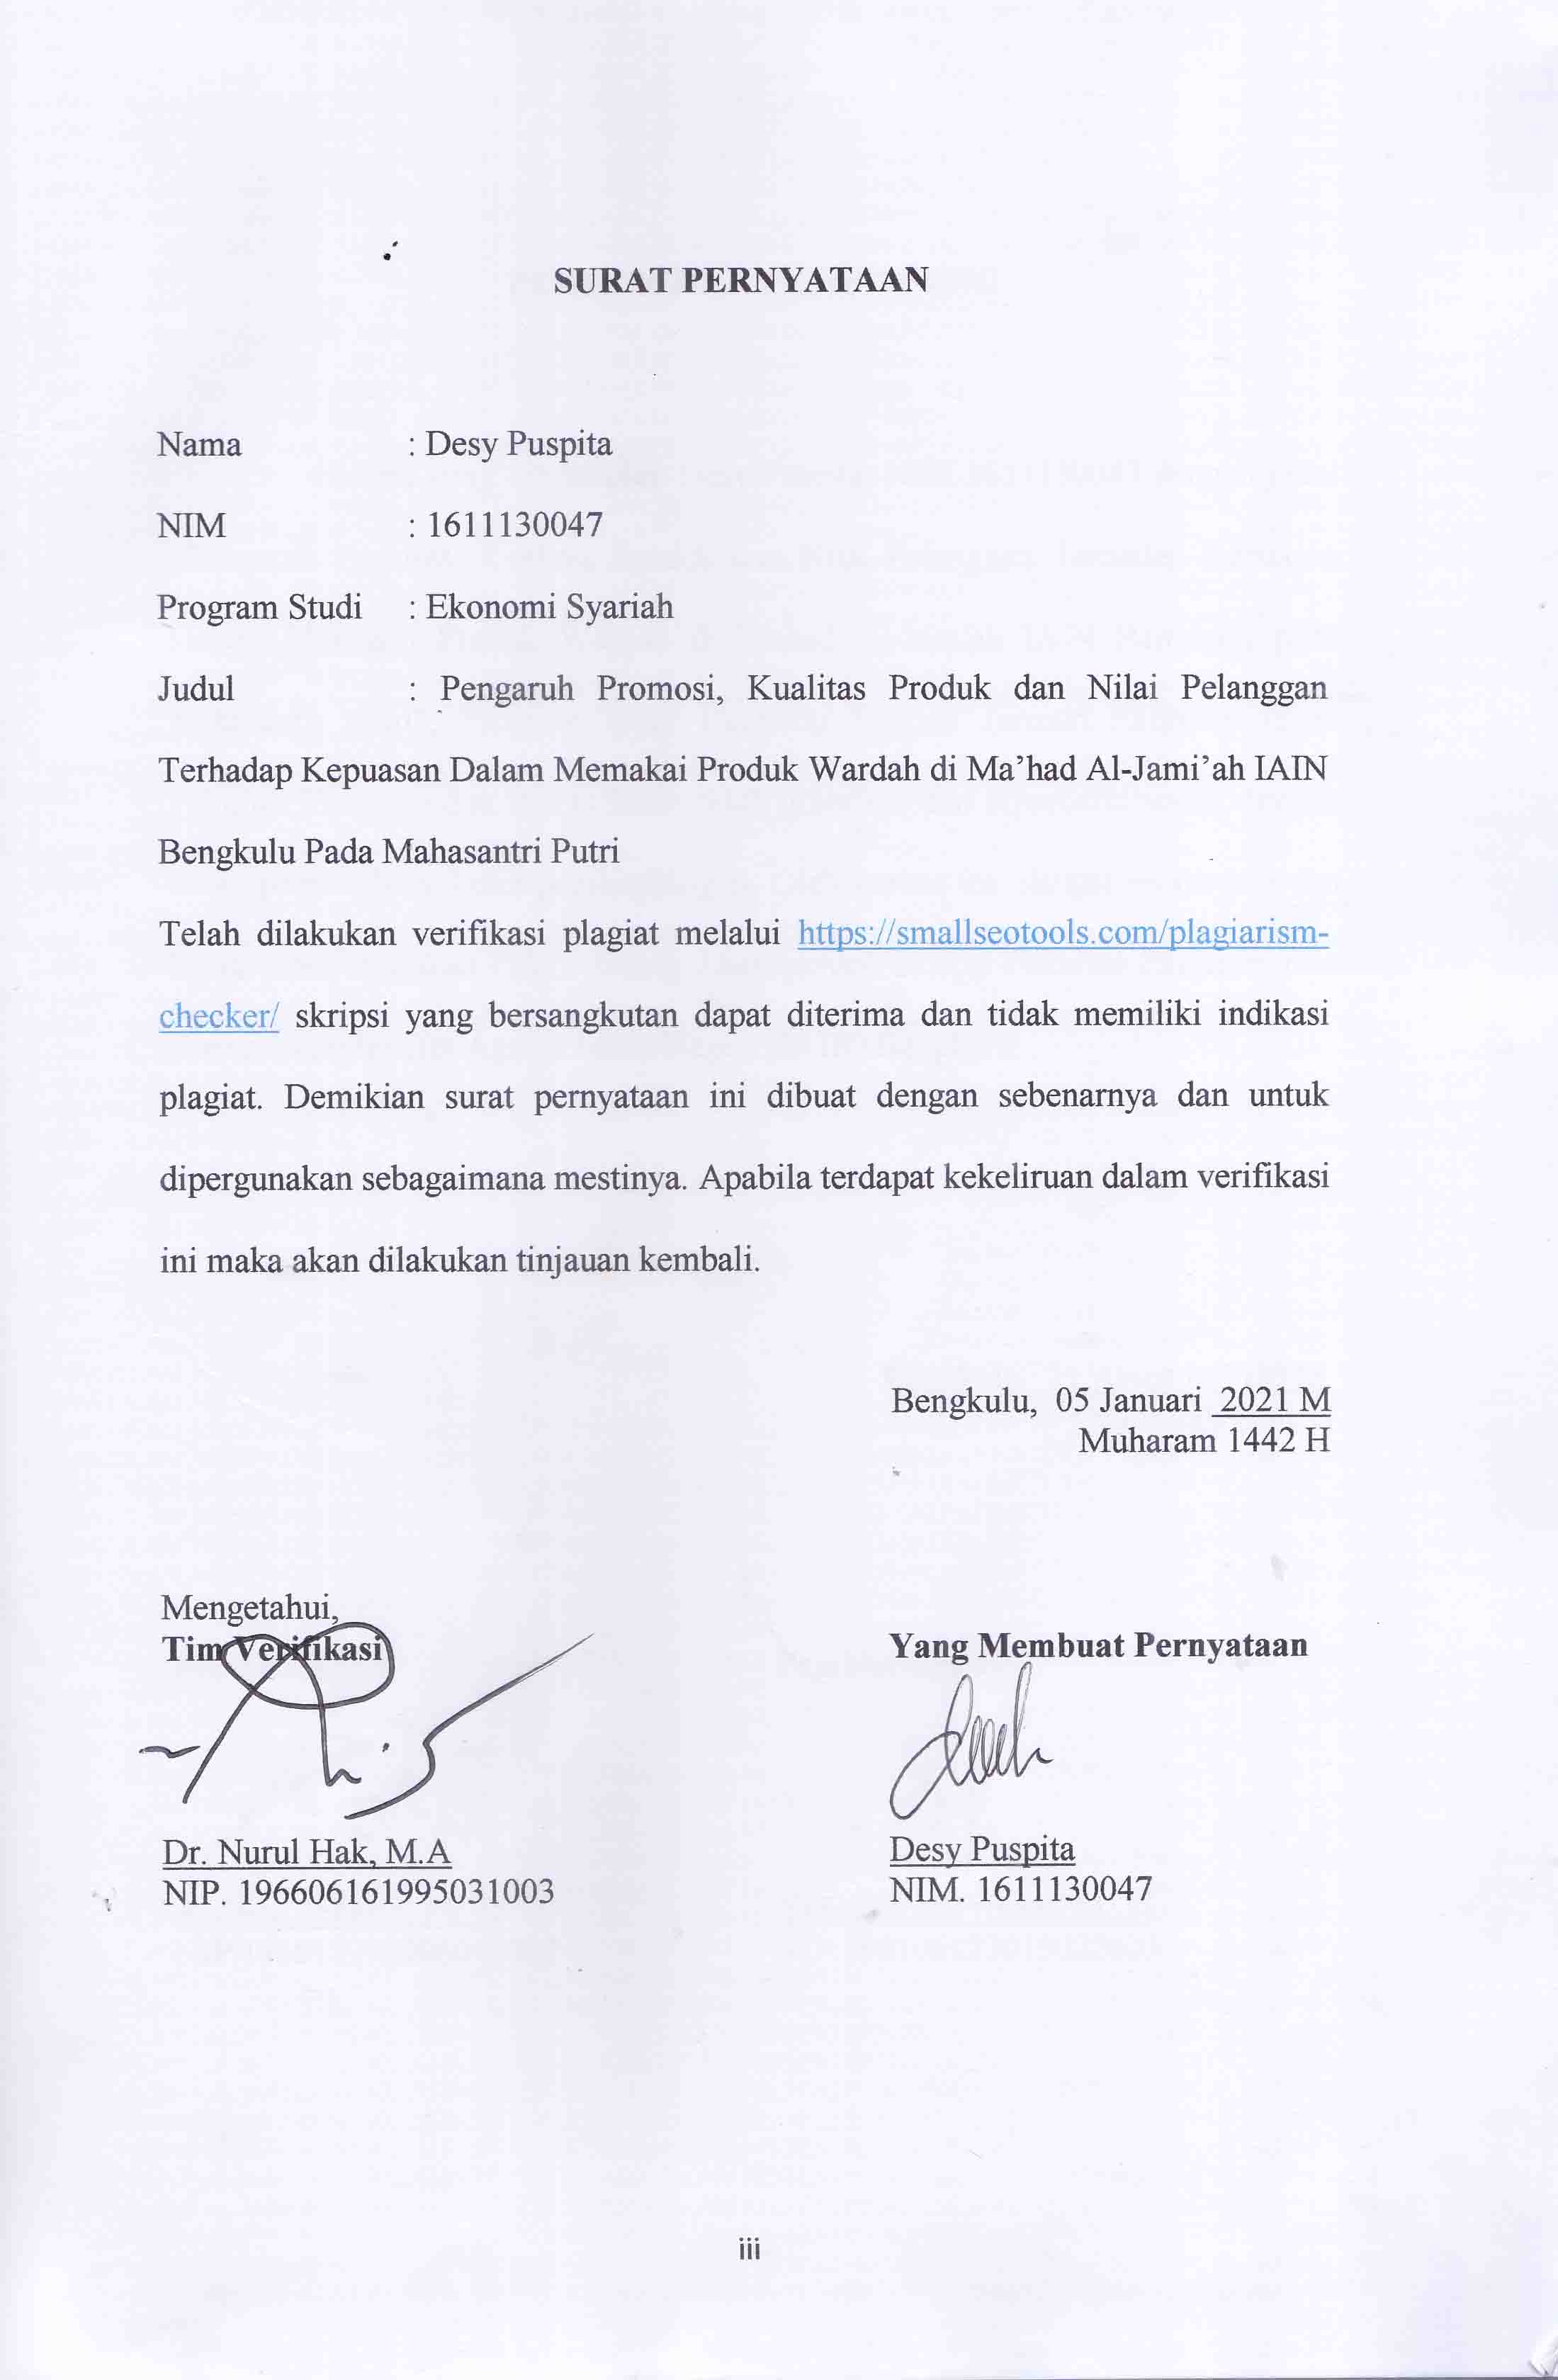 SURAT PERNYATAAN
Nama : Desy Puspita
NIM : 1611130047
Program Studi : Ekonomi Syariah
Judul : Pengaruh Promosi, Kualitas Produk dan Nilai Pelanggan
Terhadap Kepuasan Dalam Memakai Produk Wardah di Ma’had Al-Jami’ah IAIN
Bengkulu Pada Mahasantri Putri
Telah dilakukan verifikasi plagiat melalui https://smallseotools.com/plagiarism-
checker/ skripsi yang bersangkutan dapat diterima dan tidak memiliki indikasi
plagiat. Demikian surat pernyataan ini dibuat dengan sebenarnya dan untuk
dipergunakan sebagaimana mestinya. Apabila terdapat kekeliruan dalam verifikasi
ini maka akan dilakukan tinjauan kembali.
Bengkulu, 05 Januari 2021 M
Muharam 1442 H
Mengetahui,
Tim Verifikasi
Yang Membuat Pernyataan
Dr. Nurul Hak, M.A
NIP. 196606161995031003
Desy Puspita
NIM. 1611130047
iii